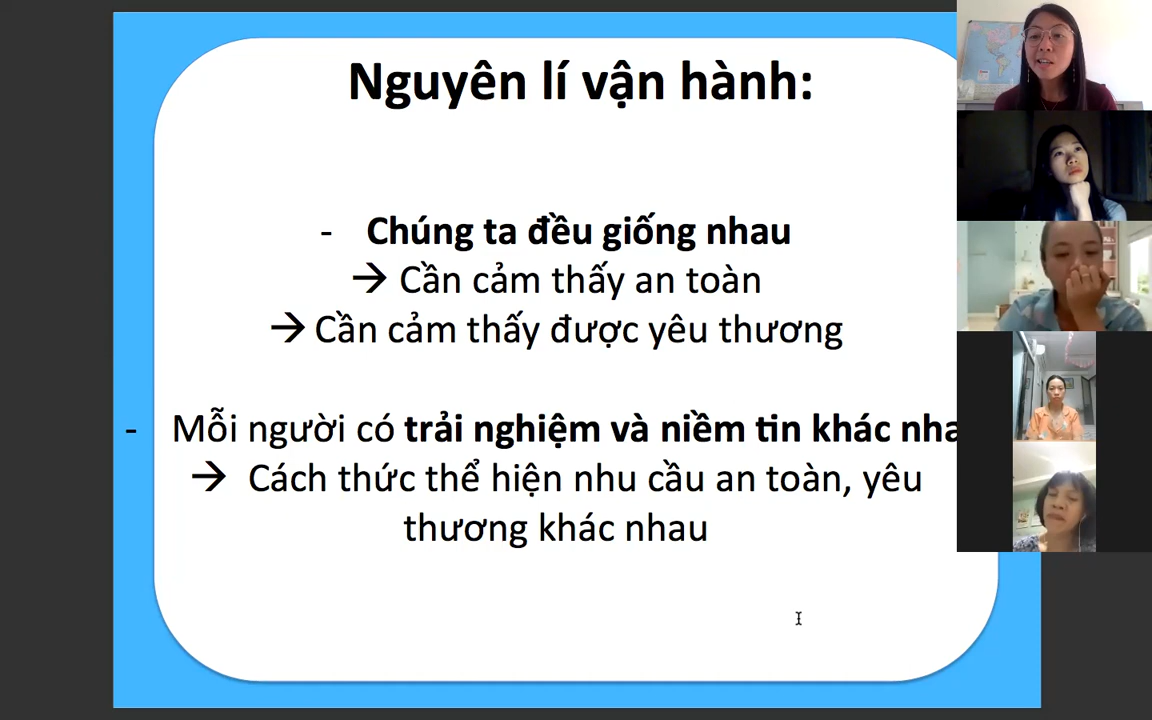 Nguyên lí vận hành:
- Chúng ta đều giống nhau
→ Cần cảm thấy an toàn
→ Cần cảm thấy được yêu thương
- Mỗi người có trải nghiệm và niềm tin khác nha
→ Cách thức thể hiện nhu cầu an toàn, yêu
thương khác nhau